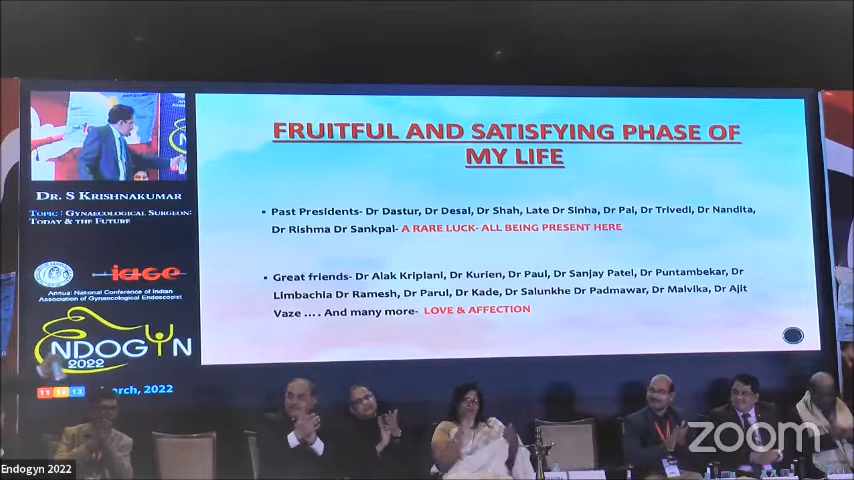 DR. S KRISHNAKUMAR
TOPIC : GYNAECOLOGICAL SURGEON:
TODAY & THE FUTURE
iage
Annual National Conference of Indian
Association of Gynaecological Endoscopist
ENDOGYN
2022
11 12 13 March, 2022
FRUITFUL AND SATISFYING PHASE OF
MY LIFE
▪ Past Presidents- Dr Dastur, Dr Desai, Dr Shah, Late Dr Sinha, Dr Pal, Dr Trivedi, Dr Nandita,
Dr Rishma Dr Sankpal- A RARE LUCK- ALL BEING PRESENT HERE
▪ Great friends- Dr Alak Kriplani, Dr Kurien, Dr Paul, Dr Sanjay Patel, Dr Puntambekar, Dr
Limbachia Dr Ramesh, Dr Parul, Dr Kade, Dr Salunkhe Dr Padmawar, Dr Malvika, Dr Ajit
Vaze .... And many more- LOVE & AFFECTION
zoom
Endogyn 2022